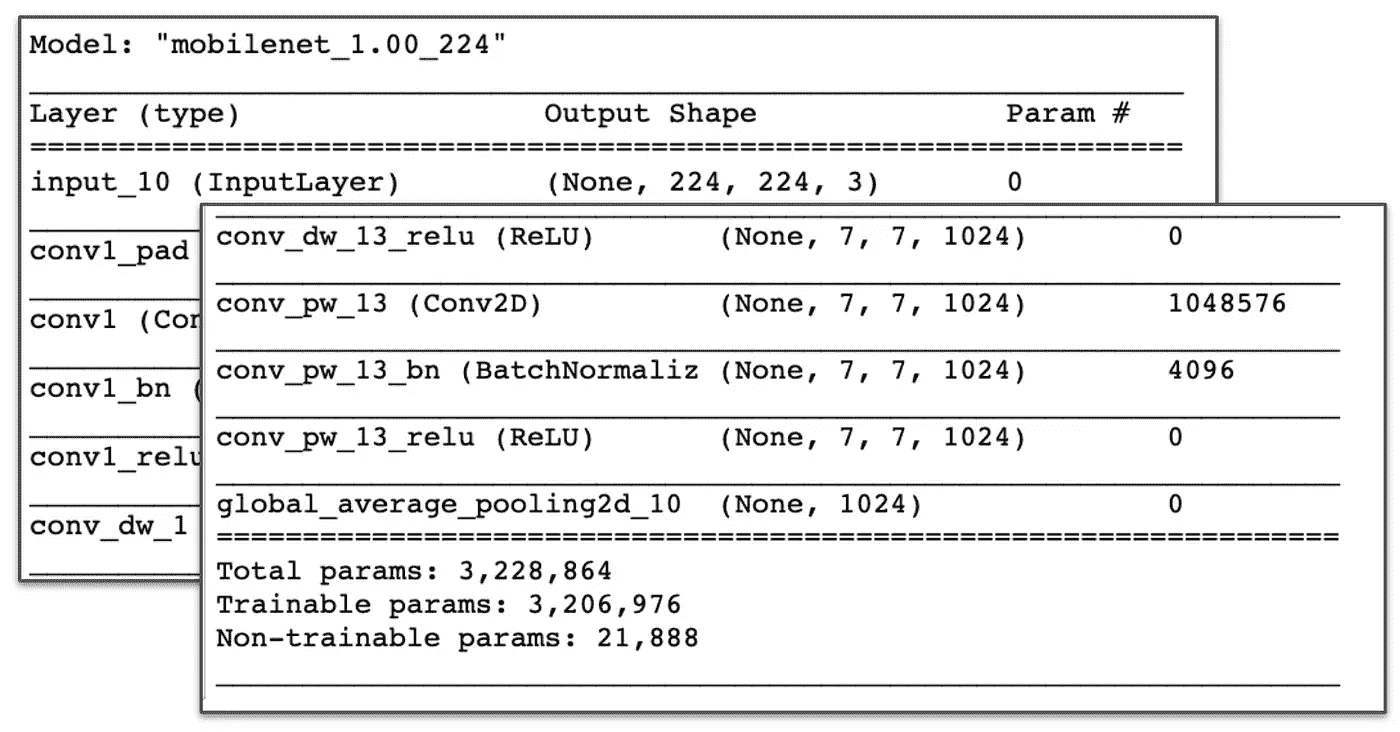 Model: "mobilenet_1.00_224"
Layer (type) Output Shape Param #
input_10 (InputLayer) (None, 224, 224, 3) 0
conv1_pad
conv1 (Con
conv1_bn (
conv1_relu
conv_dw_1
conv_dw_13_relu (ReLU) (None, 7, 7, 1024) 0
conv_pw_13 (Conv2D) (None, 7, 7, 1024) 1048576
conv_pw_13_bn (BatchNormaliz (None, 7, 7, 1024) 4096
conv_pw_13_relu (ReLU) (None, 7, 7, 1024) 0
global_average_pooling2d_10 (None, 1024) 0
Total params: 3,228,864
Trainable params: 3,206,976
Non-trainable params: 21,888